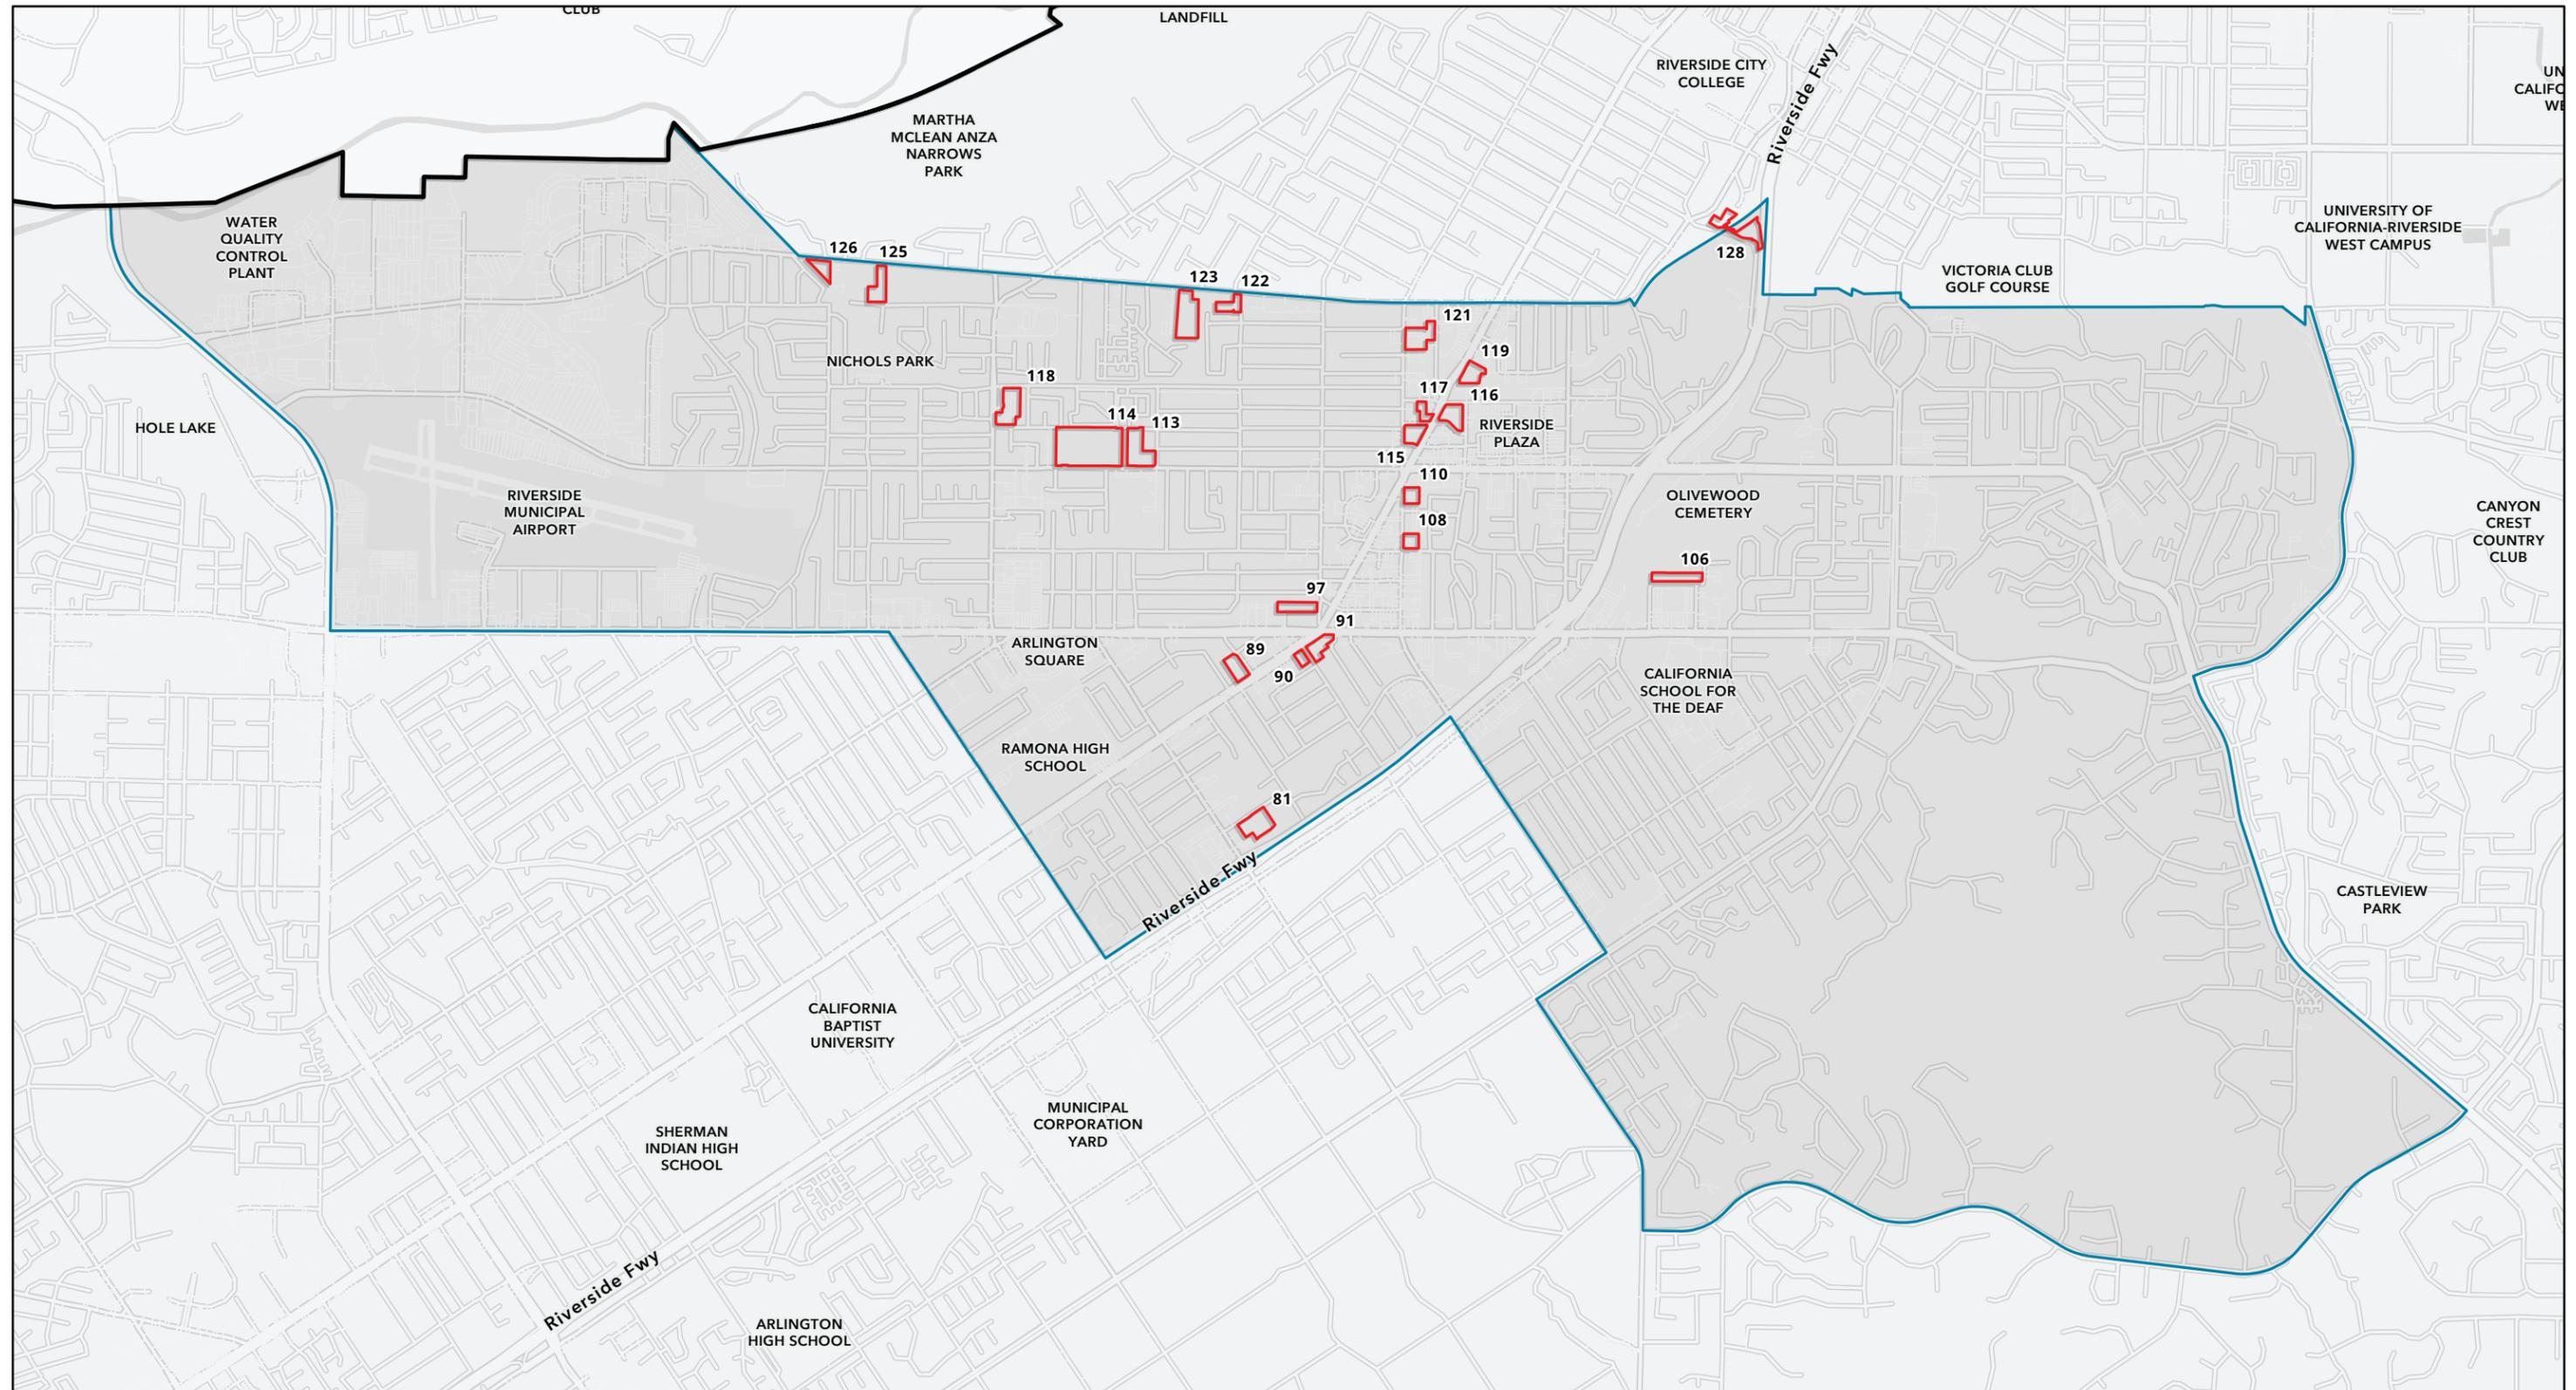 CLUB
LANDFILL
RIVERSIDE CITY
COLLEGE
Riverside Fwy
MARTHA
MCLEAN ANZA
NARROWS
PARK
WATER
QUALITY
CONTROL
PLANT
UNIVERSITY OF
CALIFORNIA-RIVERSIDE
WEST CAMPUS
126
125
128
123
122
VICTORIA CLUB
GOLF COURSE
121
119
NICHOLS PARK
118
117
116
114
113
RIVERSIDE
PLAZA
HOLE LAKE
115
110
RIVERSIDE
MUNICIPAL
AIRPORT
OLIVEWOOD
CEMETERY
108
CANYON
CREST
COUNTRY
CLUB
106
97
91
ARLINGTON
SQUARE
89
90
CALIFORNIA
SCHOOL FOR
THE DEAF
RAMONA HIGH
SCHOOL
81
Riverside Fwy
CASTLEVIEW
PARK
CALIFORNIA
BAPTIST
UNIVERSITY
MUNICIPAL
CORPORATION
YARD
SHERMAN
INDIAN HIGH
SCHOOL
Riverside Fwy
ARLINGTON
HIGH SCHOOL